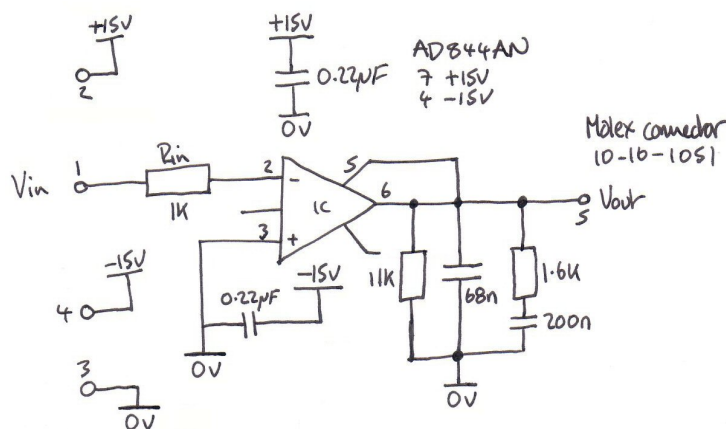 +15V
2
+15V
0.22µF
0V
AD844AN
7 +15V
4 -15V
Molex connector
10-10-1051
Vin
1
Rin
1K
2
-
5
6
IC
3
+
5
Vout
-15V
4
0.22µF
-15V
0V
11K
68n
1.6K
200n
0V
3
0V